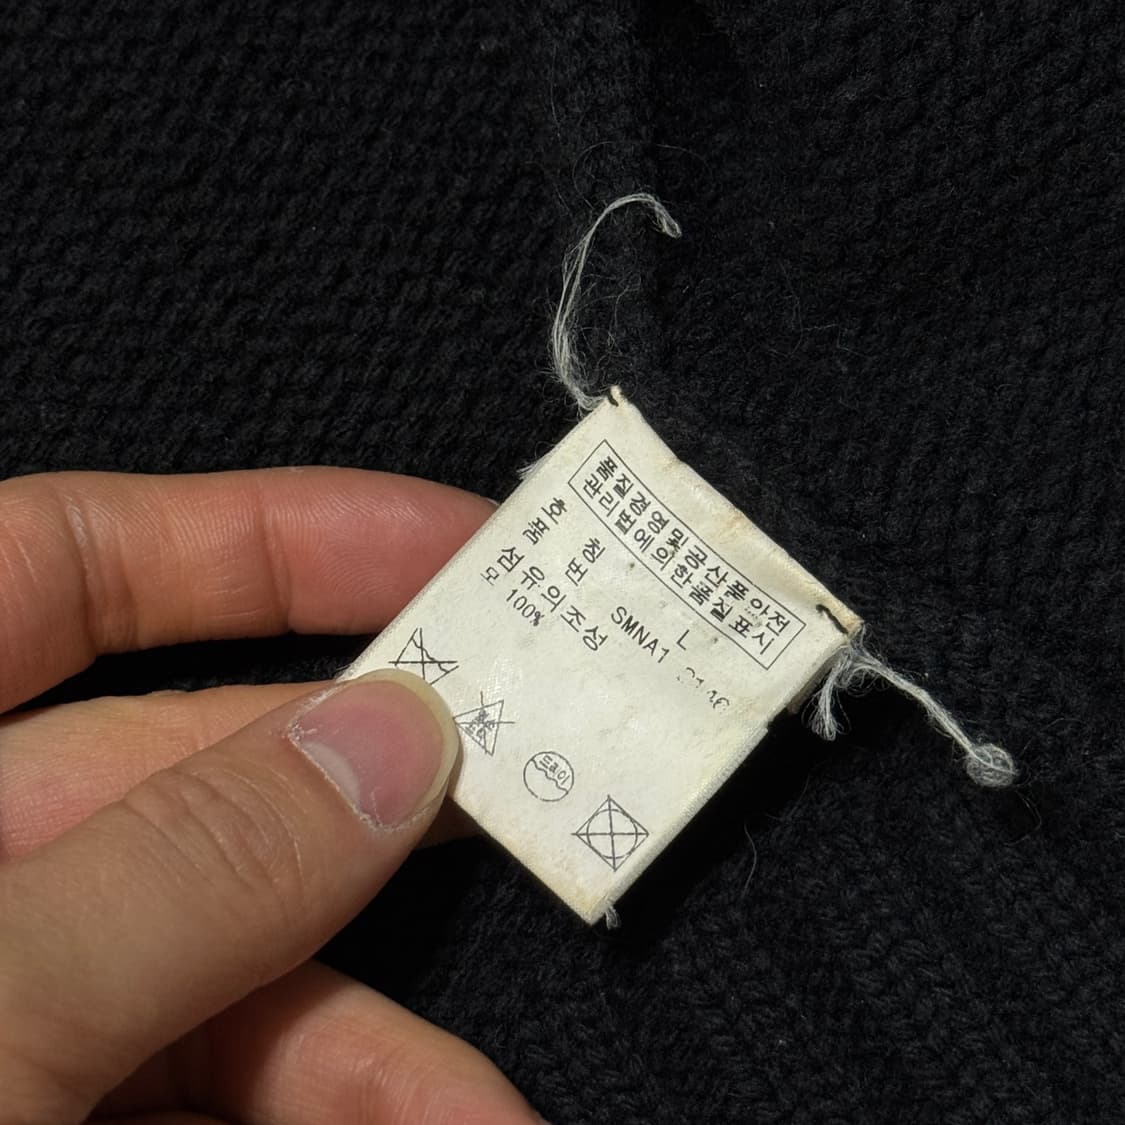 품질경영및공산품안전
관리법에의한품질표시
호칭 L
품번 SMNA1
섬유의조성
모 100%
드라이